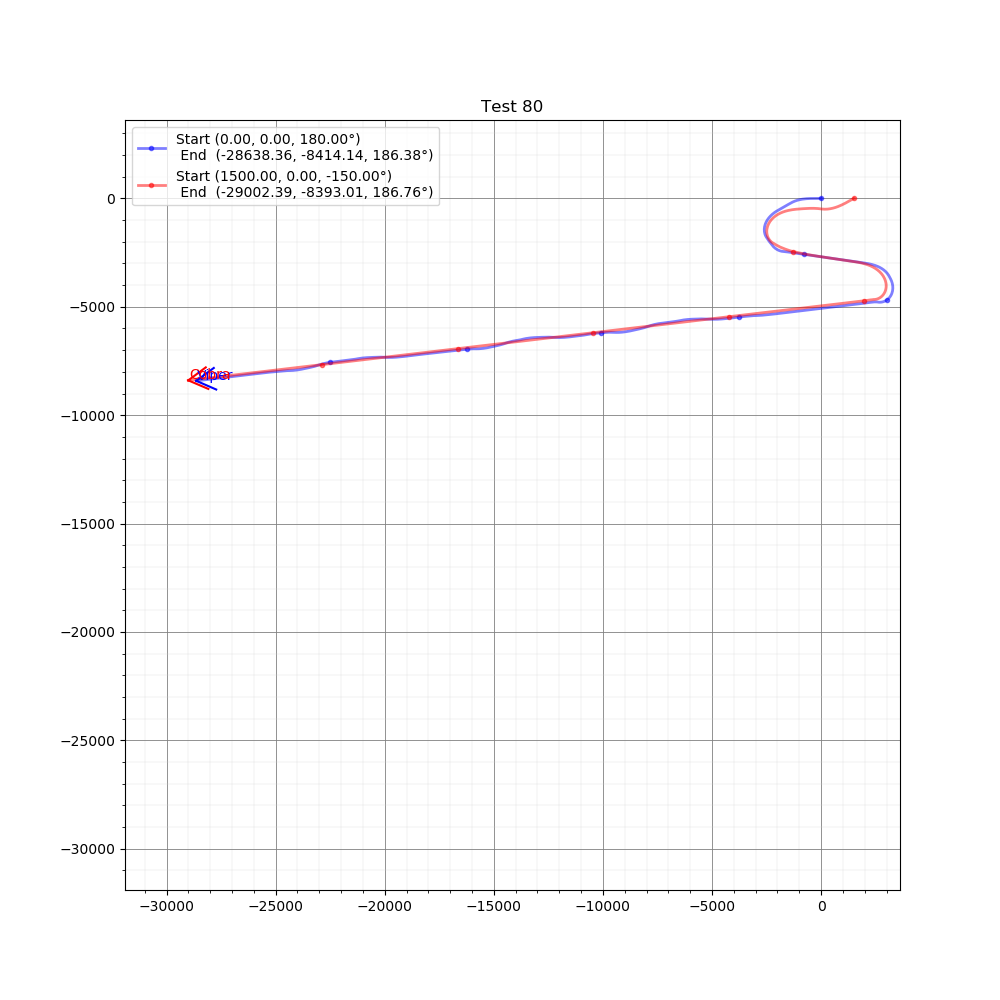 Test 80
Start (0.00, 0.00, 180.00°)
End  (-28638.36, -8414.14, 186.38°)
Start (1500.00, 0.00, -150.00°)
End  (-29002.39, -8393.01, 186.76°)
0
−5000
−10000
−15000
−20000
−25000
−30000
−30000 −25000 −20000 −15000 −10000 −5000 0